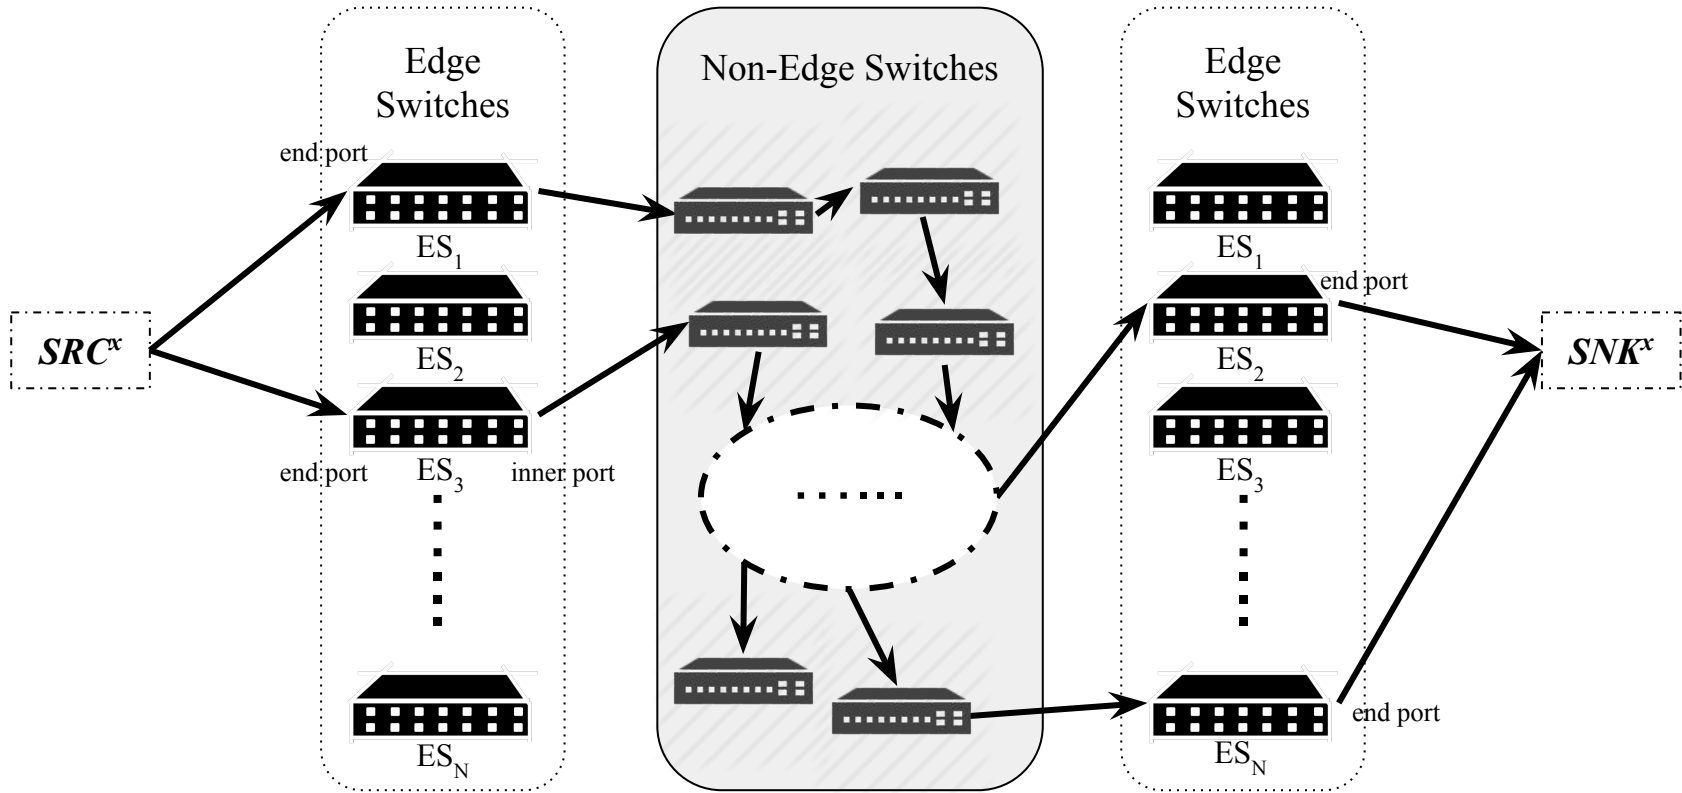 Edge
Switches
Non-Edge Switches
Edge
Switches
end port
ES1
ES1
end port
SRCx
ES2
ES2
SNKx
end port
ES3
inner port
ES3
.......
end port
ESN
ESN